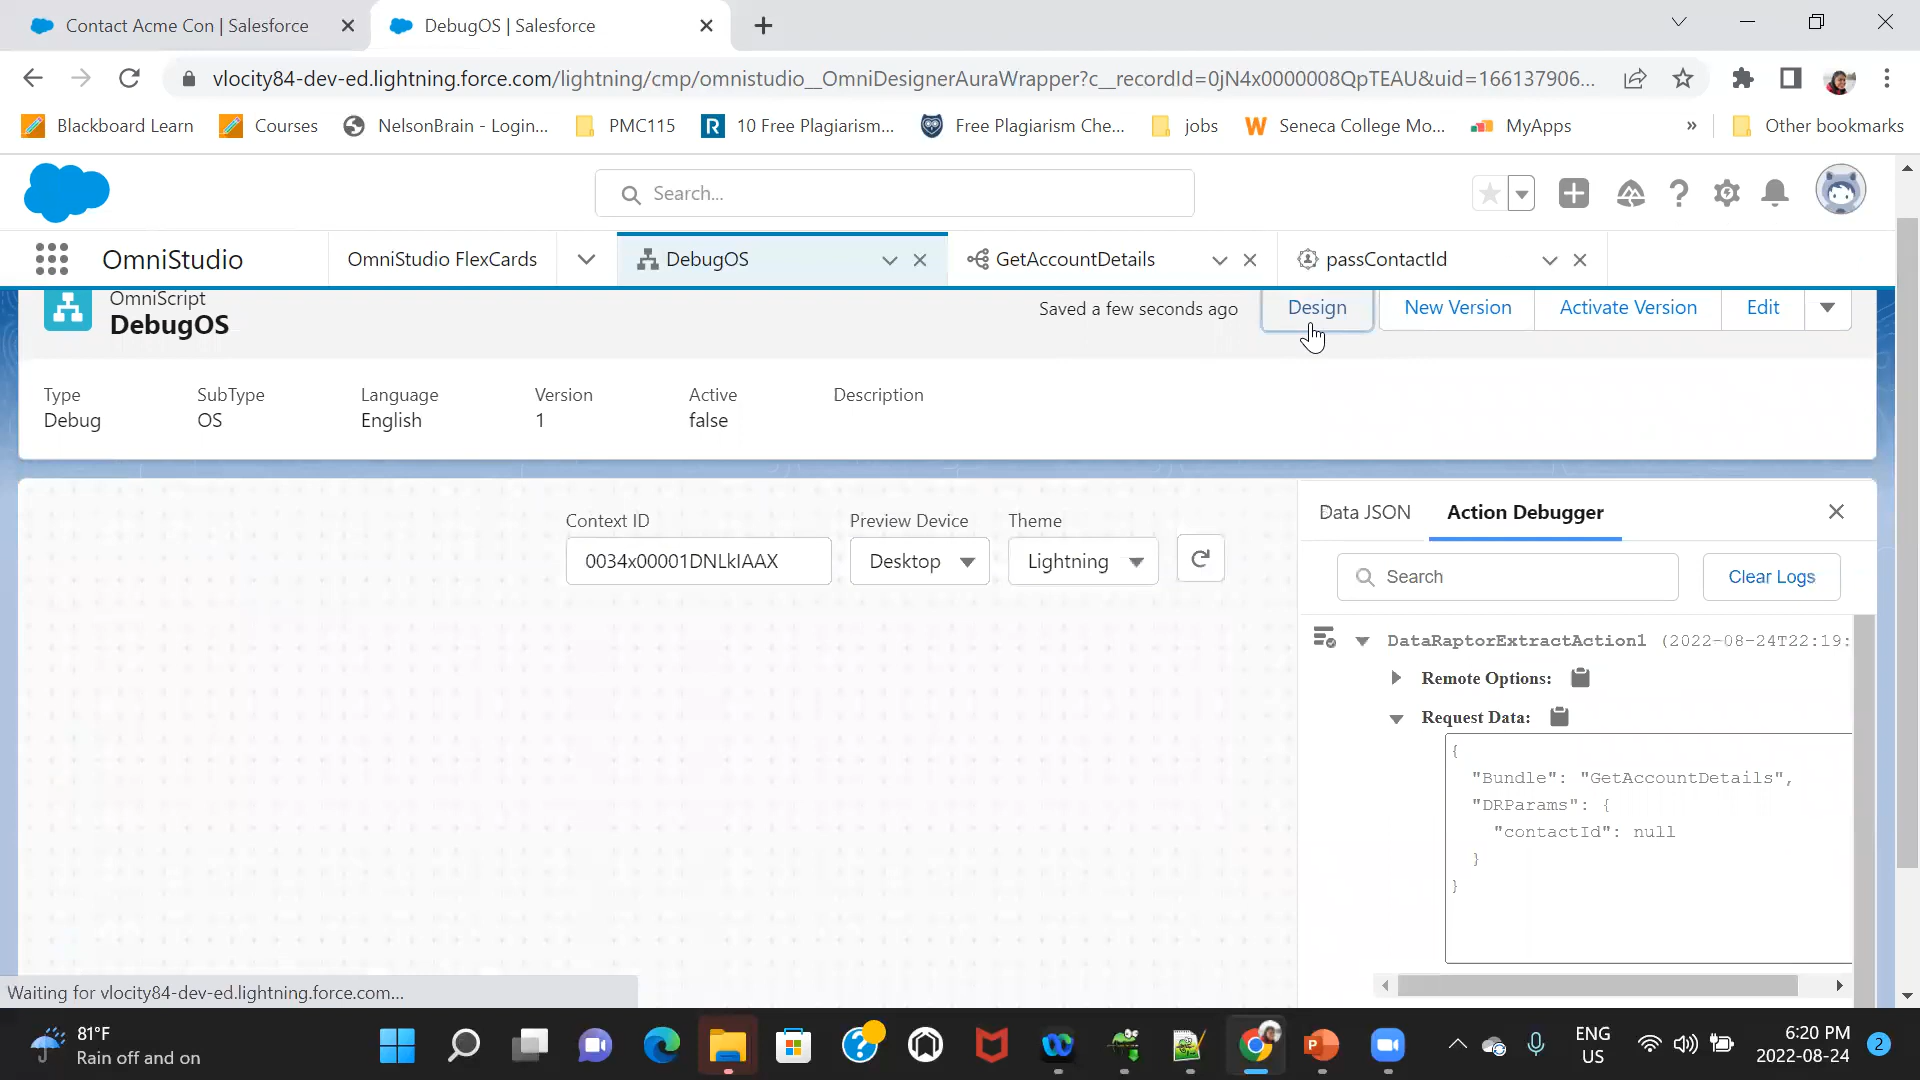 Contact Acme Con | Salesforce
DebugOS | Salesforce
vlocity84-dev-ed.lightning.force.com/lightning/cmp/omnistudio__OmniDesignerAuraWrapper?c__recordId=0jN4x0000008QpTEAU&uid=166137906...
Blackboard Learn
Courses
NelsonBrain - Login...
PMC115
10 Free Plagiarism...
Free Plagiarism Che...
jobs
Seneca College Mo...
MyApps
»
Other bookmarks
Search...
OmniStudio
OmniStudio FlexCards
DebugOS
GetAccountDetails
passContactId
OmniScript
DebugOS
Saved a few seconds ago
Design
New Version
Activate Version
Edit
Type
Debug
SubType
OS
Language
English
Version
1
Active
false
Description
Context ID
0034x00001DNLkIAAX
Preview Device
Desktop
Theme
Lightning
Data JSON
Action Debugger
Search
Clear Logs
DataRaptorExtractAction1 (2022-08-24T22:19:
Remote Options:
Request Data:
{
"Bundle": "GetAccountDetails",
"DRParams": {
"contactId": null
}
}
Waiting for vlocity84-dev-ed.lightning.force.com...
81°F
Rain off and on
ENG
US
6:20 PM
2022-08-24
2